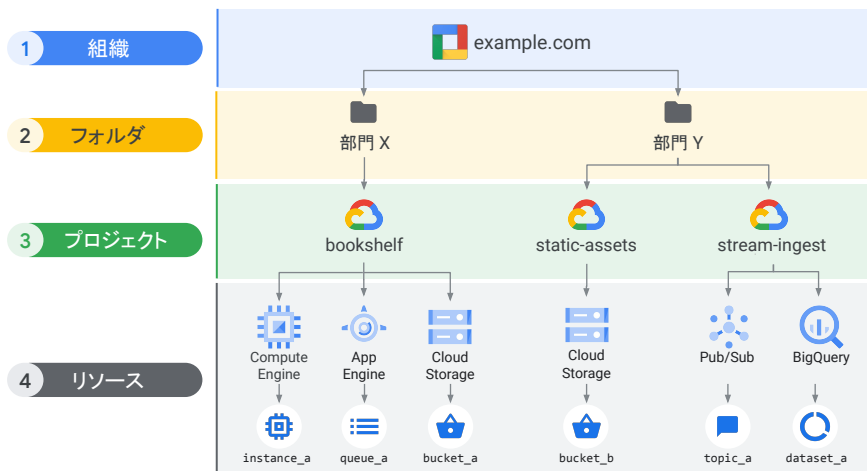 1 組織
example.com
2 フォルダ
部門 X
部門 Y
3 プロジェクト
bookshelf
static-assets
stream-ingest
4 リソース
Compute
Engine
App
Engine
Cloud
Storage
Cloud
Storage
Pub/Sub
BigQuery
instance_a
queue_a
bucket_a
bucket_b
topic_a
dataset_a